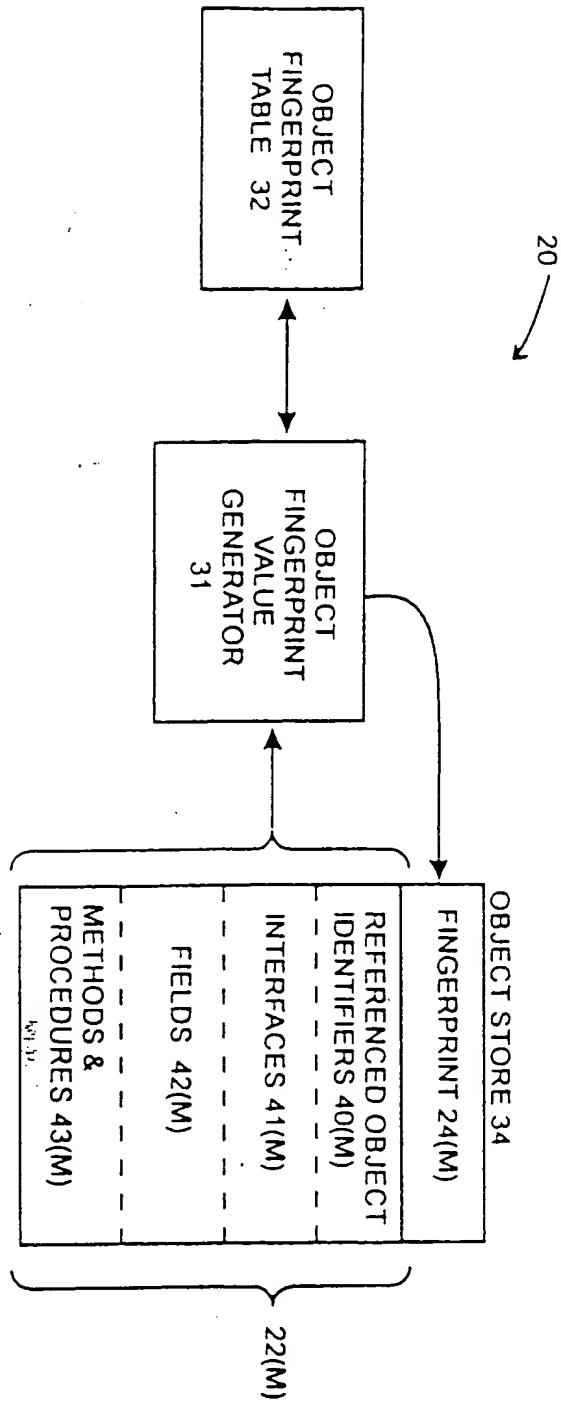 20
OBJECT
FINGERPRINT
TABLE 32
OBJECT
FINGERPRINT
VALUE
GENERATOR
31
OBJECT STORE 34
FINGERPRINT 24(M)
REFERENCED OBJECT
IDENTIFIERS 40(M)
INTERFACES 41(M)
FIELDS 42(M)
METHODS &
PROCEDURES 43(M)
22(M)